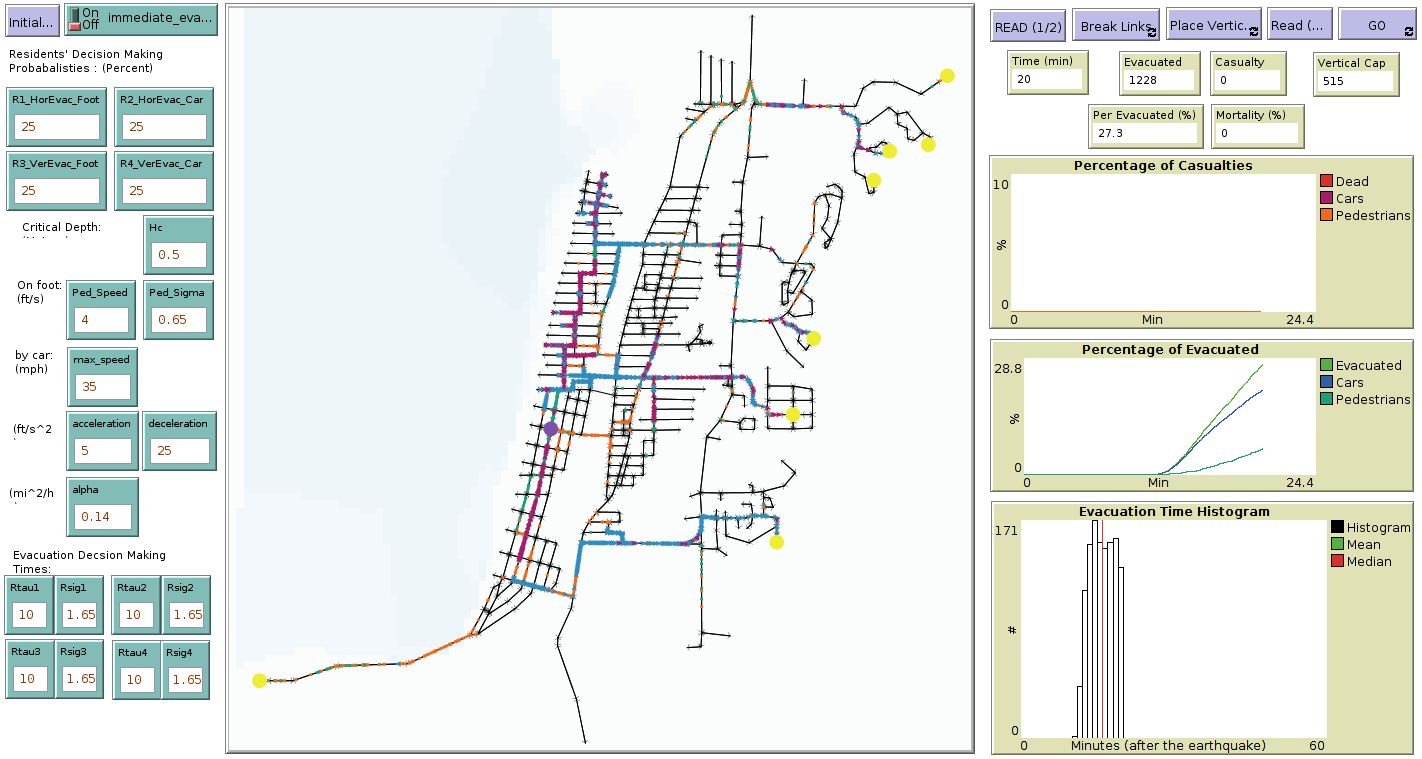 Initial...
On
Off
immediate_eva...
Residents' Decision Making
Probabalisties : (Percent)
R1_HorEvac_Foot
25
R2_HorEvac_Car
25
R3_VerEvac_Foot
25
R4_VerEvac_Car
25
Critical Depth:
Hc
0.5
On foot:
(ft/s)
Ped_Speed
4
Ped_Sigma
0.65
by car:
(mph)
max_speed
35
(ft/s^2
acceleration
5
deceleration
25
(mi^2/h
alpha
0.14
Evacuation Decsion Making
Times:
Rtau1
10
Rsig1
1.65
Rtau2
10
Rsig2
1.65
Rtau3
10
Rsig3
1.65
Rtau4
10
Rsig4
1.65
READ (1/2)
Break Links
Place Vertic...
Read (...
GO
Time (min)
20
Evacuated
1228
Casualty
0
Vertical Cap
515
Per Evacuated (%)
27.3
Mortality (%)
0
Percentage of Casualties
10
%
0
0
Min
24.4
Dead
Cars
Pedestrians
Percentage of Evacuated
28.8
%
0
0
Min
24.4
Evacuated
Cars
Pedestrians
Evacuation Time Histogram
171
#
0
0
Minutes (after the earthquake)
60
Histogram
Mean
Median